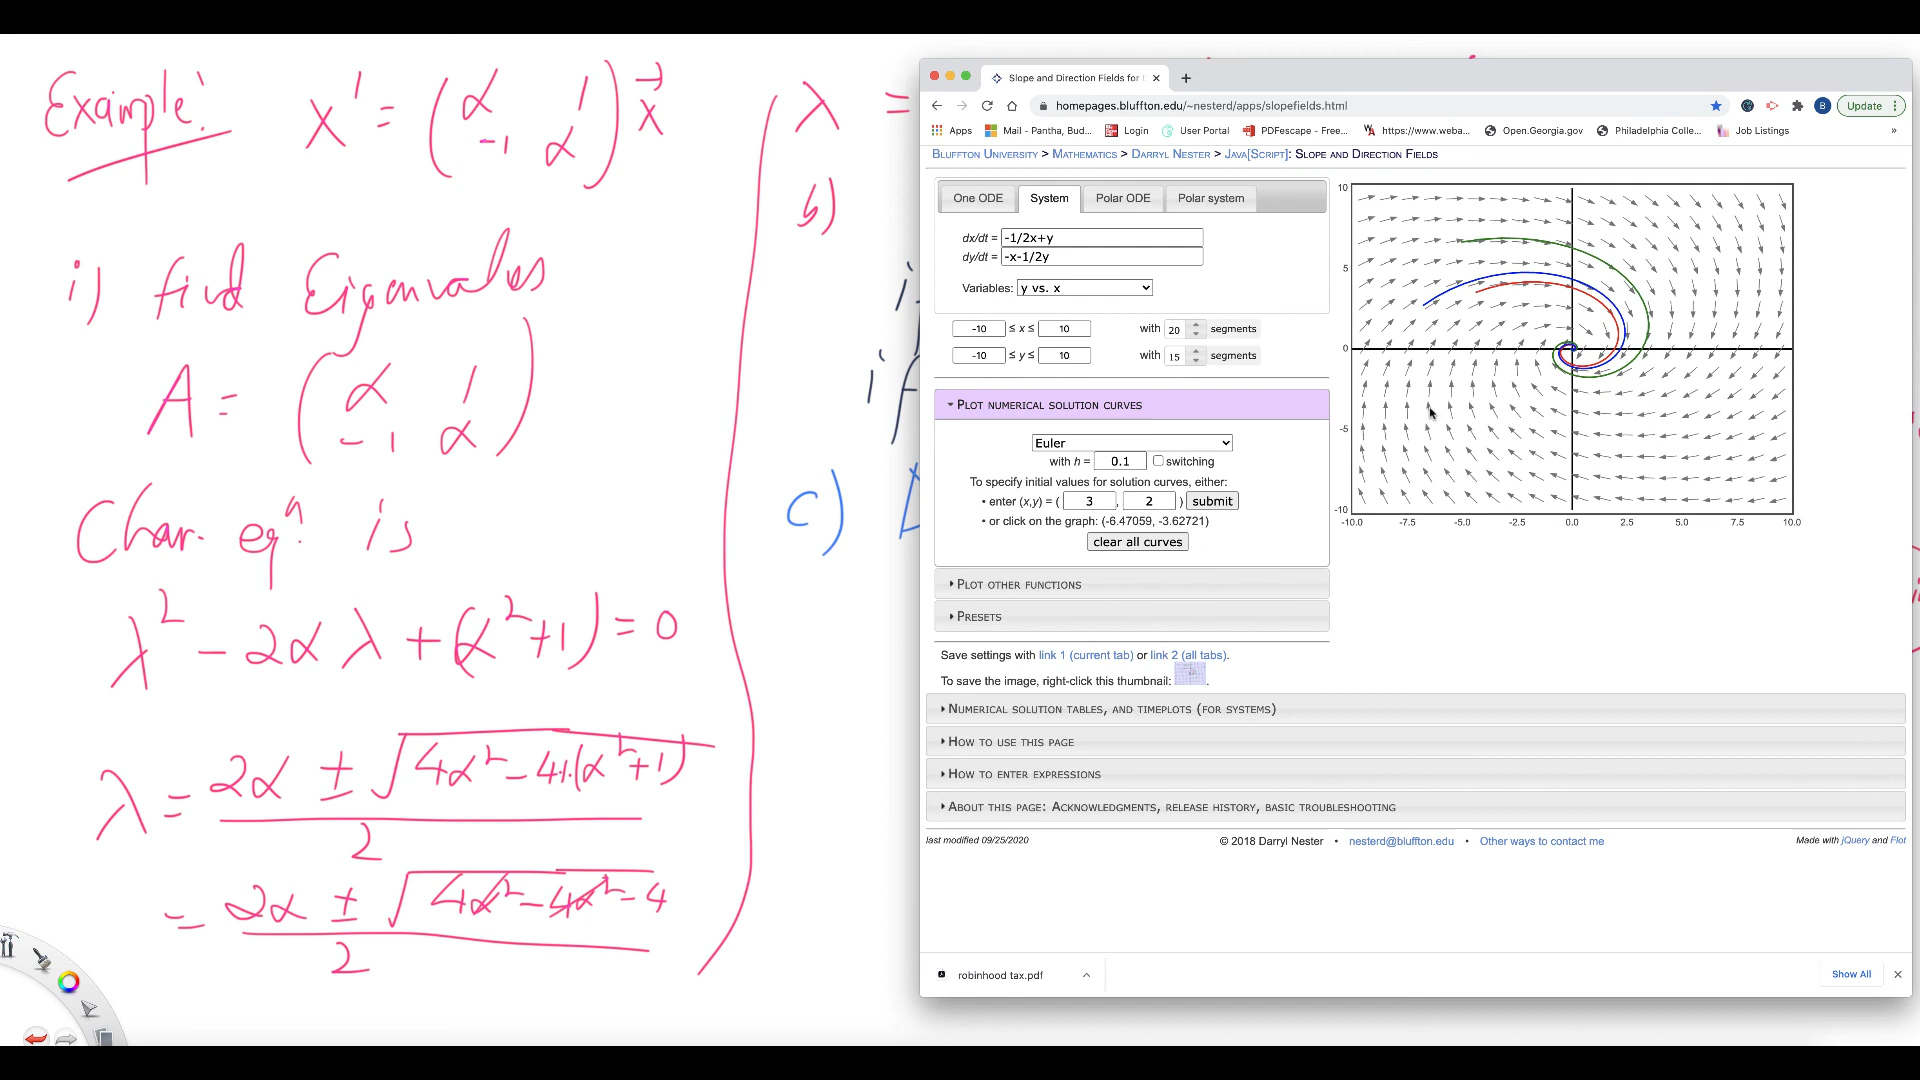 Example:
x' = ( α 1 -1 α ) x⃗
i) find Eigenvalues
A = ( α 1 -1 α )
Char. eqⁿ is
λ² - 2αλ + (α²+1) = 0
λ = 2α ± √4α² - 4.1.(α²+1)
2
= 2α ± √4α² - 4α² - 4
2
λ =
b)
if
c)
Slope and Direction Fields for
homepages.bluffton.edu/~nesterd/apps/slopefields.html
B
Update
Apps Mail - Pantha, Bud... Login User Portal PDFescape - Free... https://www.weba... Open.Georgia.gov Philadelphia Colle... Job Listings »
Bluffton University > Mathematics > Darryl Nester > Java[Script]: Slope and Direction Fields
One ODE System Polar ODE Polar system
dx/dt = -1/2x+y
dy/dt = -x-1/2y
Variables: y vs. x
-10 ≤ x ≤ 10 with 20 segments
-10 ≤ y ≤ 10 with 15 segments
Plot numerical solution curves
Euler
with h = 0.1 switching
To specify initial values for solution curves, either:
• enter (x,y) = ( 3 , 2 ) submit
• or click on the graph: (-6.47059, -3.62721)
clear all curves
Plot other functions
Presets
Save settings with link 1 (current tab) or link 2 (all tabs).
To save the image, right-click this thumbnail: .
10
5
0
-5
-10
-10.0 -7.5 -5.0 -2.5 0.0 2.5 5.0 7.5 10.0
Numerical solution tables, and timeplots (for systems)
How to use this page
How to enter expressions
About this page: Acknowledgments, release history, basic troubleshooting
last modified 09/25/2020 © 2018 Darryl Nester • nesterd@bluffton.edu • Other ways to contact me Made with jQuery and Flot
robinhood tax.pdf Show All